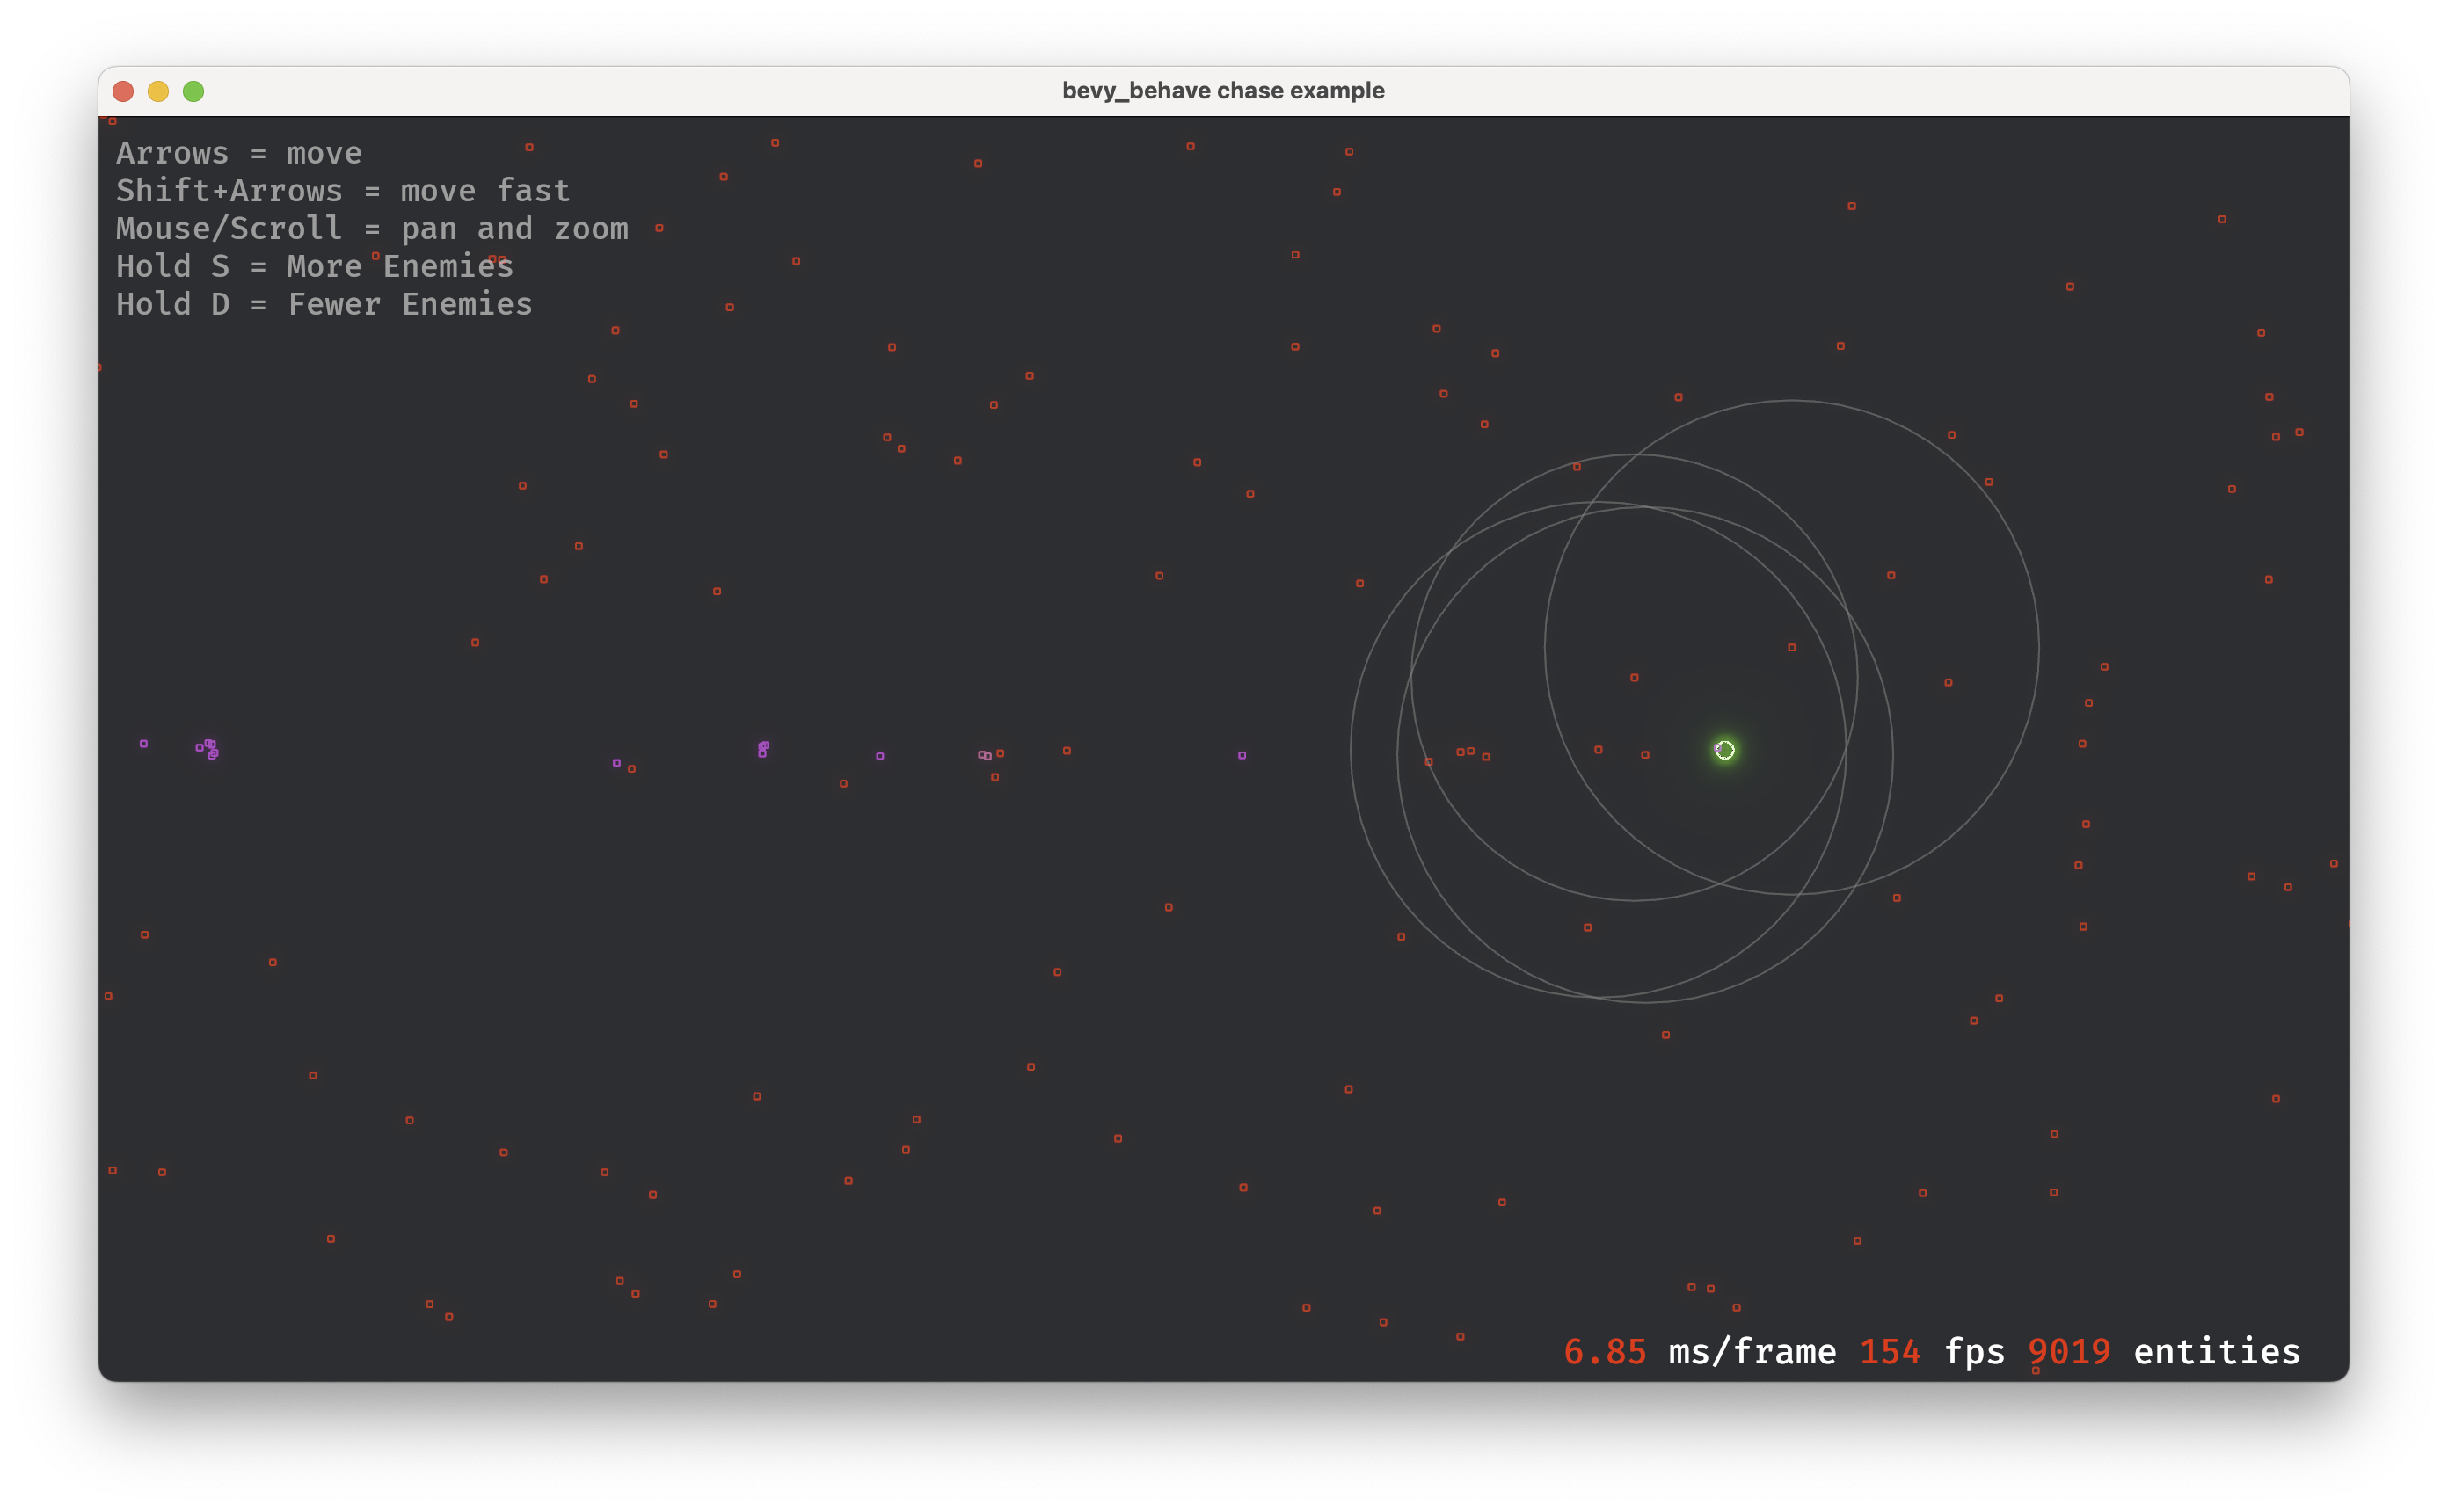 bevy_behave chase example
Arrows = move
Shift+Arrows = move fast
Mouse/Scroll = pan and zoom
Hold S = More Enemies
Hold D = Fewer Enemies
6.85 ms/frame 154 fps 9019 entities